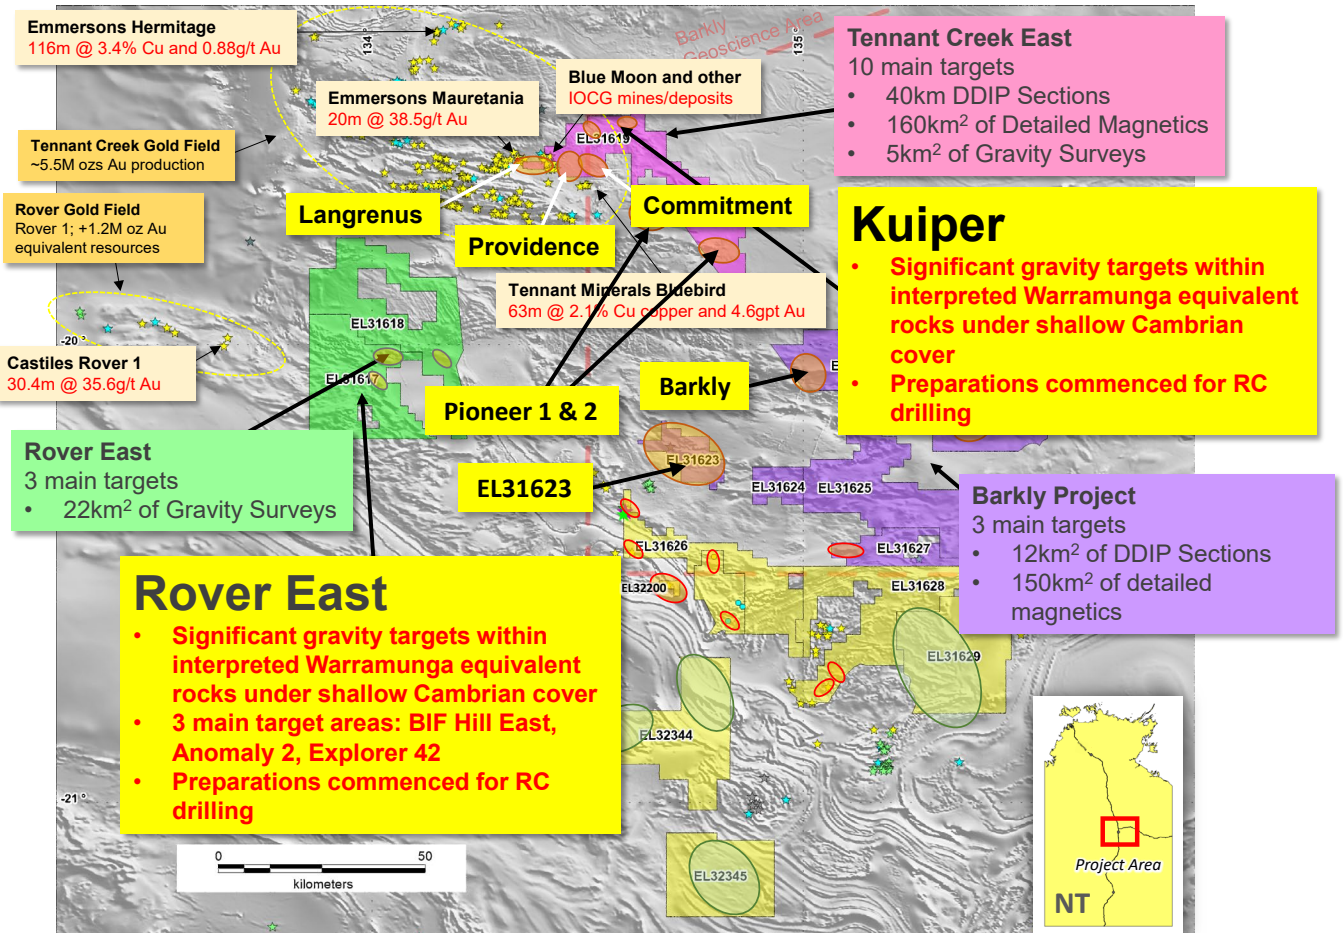 Emmersons Hermitage
116m @ 3.4% Cu and 0.88g/t Au
134°
Barkly
Geoscience Area
135°
Tennant Creek East
10 main targets
• 40km DDIP Sections
• 160km² of Detailed Magnetics
• 5km² of Gravity Surveys
Blue Moon and other
IOCG mines/deposits
Emmersons Mauretania
20m @ 38.5g/t Au
Tennant Creek Gold Field
~5.5M ozs Au production
EL31619
Rover Gold Field
Rover 1; +1.2M oz Au
equivalent resources
Langrenus
Commitment
Providence
Kuiper
• Significant gravity targets within
interpreted Warramunga equivalent
rocks under shallow Cambrian
cover
• Preparations commenced for RC
drilling
Tennant Minerals Bluebird
63m @ 2.1% Cu copper and 4.6gpt Au
EL31618
-20 °
Castiles Rover 1
30.4m @ 35.6g/t Au
EL31617
Barkly
E
Pioneer 1 & 2
Rover East
3 main targets
• 22km² of Gravity Surveys
EL31623
EL31623
EL31624
EL31625
Barkly Project
3 main targets
• 12km² of DDIP Sections
• 150km² of detailed
magnetics
EL31626
EL31627
EL32200
EL31628
Rover East
• Significant gravity targets within
interpreted Warramunga equivalent
rocks under shallow Cambrian cover
• 3 main target areas: BIF Hill East,
Anomaly 2, Explorer 42
• Preparations commenced for RC
drilling
EL31629
EL32344
-21 °
0 50
kilometers
EL32345
Project Area
NT